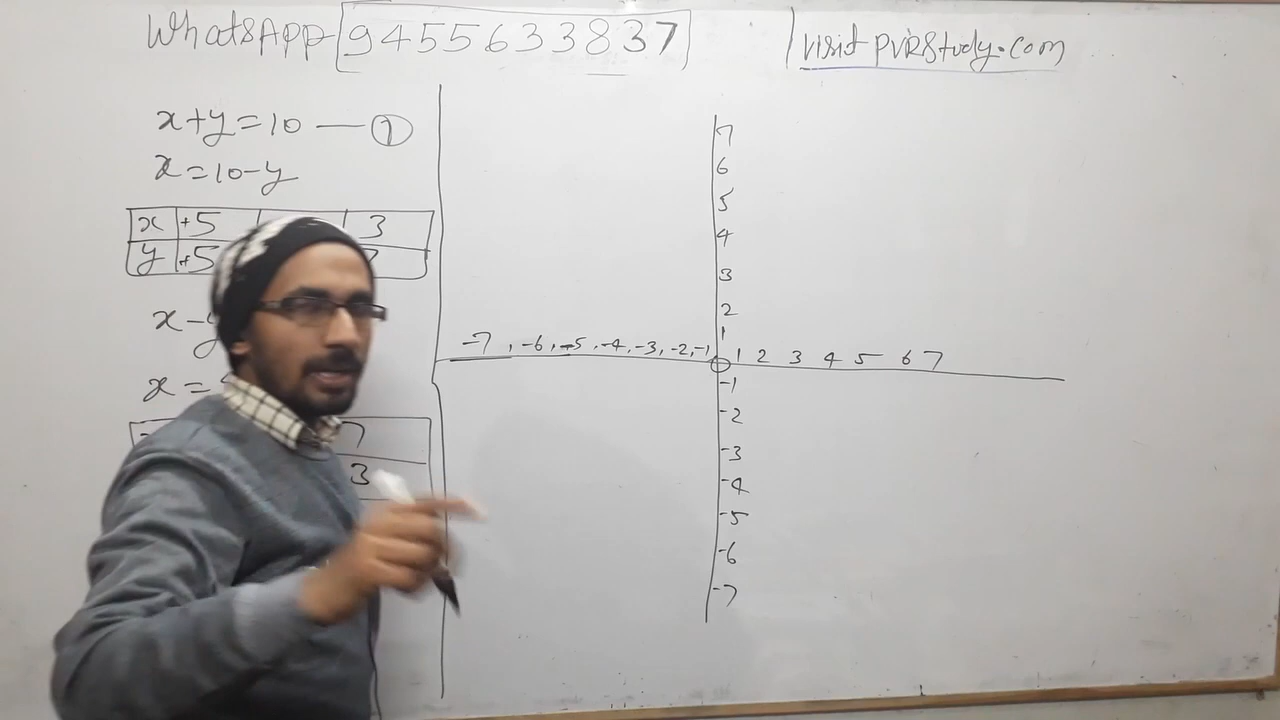 WhatsApp- 9455633837
visit pvrstudy.com
x+y=10 — 1
x=10-y
x +5 3
y +5
x-y
x=
7
3
7
6
5
4
3
2
1
-7, -6, -5, -4, -3, -2, -1
1 2 3 4 5 6 7
-1
-2
-3
-4
-5
-6
-7